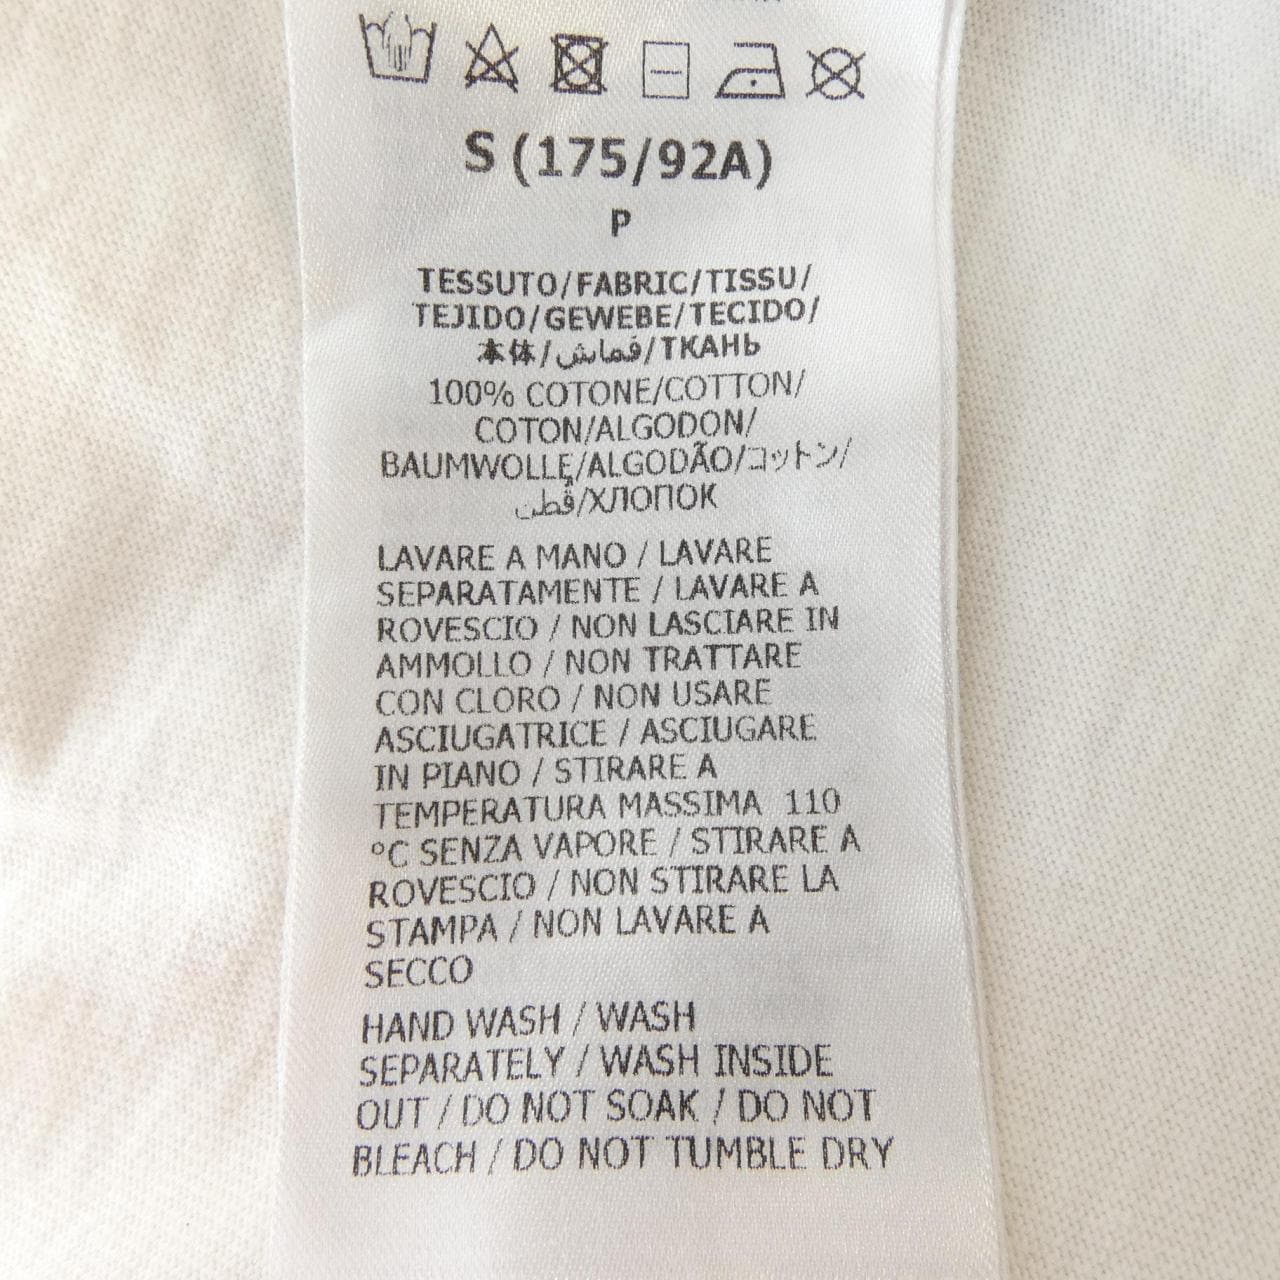 S (175/92A)
P
TESSUTO/FABRIC/TISSU/
TEJIDO/GEWEBE/TECIDO/
本体/قماش/ТКАНЬ
100% COTONE/COTTON/
COTON/ALGODON/
BAUMWOLLE/ALGODÃO/コットン/
قطن/ХЛОПОК
LAVARE A MANO / LAVARE
SEPARATAMENTE / LAVARE A
ROVESCIO / NON LASCIARE IN
AMMOLLO / NON TRATTARE
CON CLORO / NON USARE
ASCIUGATRICE / ASCIUGARE
IN PIANO / STIRARE A
TEMPERATURA MASSIMA 110
°C SENZA VAPORE / STIRARE A
ROVESCIO / NON STIRARE LA
STAMPA / NON LAVARE A
SECCO
HAND WASH / WASH
SEPARATELY / WASH INSIDE
OUT / DO NOT SOAK / DO NOT
BLEACH / DO NOT TUMBLE DRY